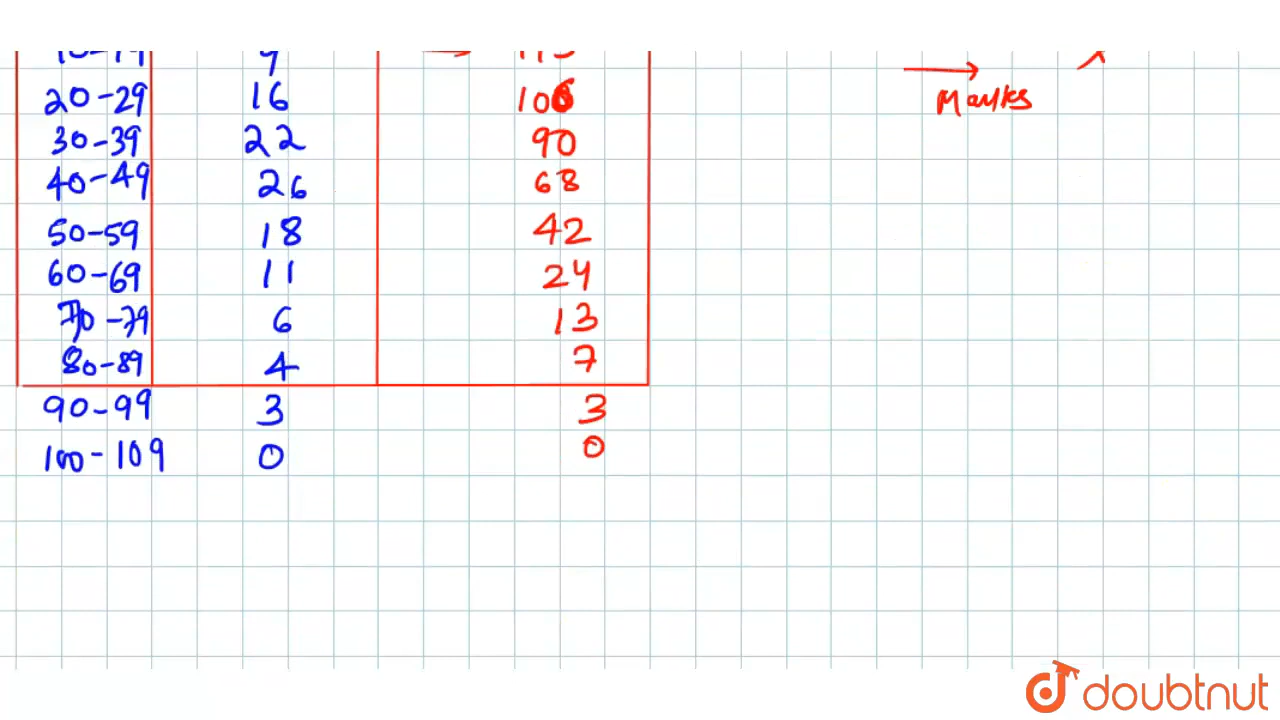 20-29 16 106
Marks
30-39 22 90
40-49 26 68
50-59 18 42
60-69 11 24
70-79 6 13
80-89 4 7
90-99 3 3
100-109 0 0
doubtnut